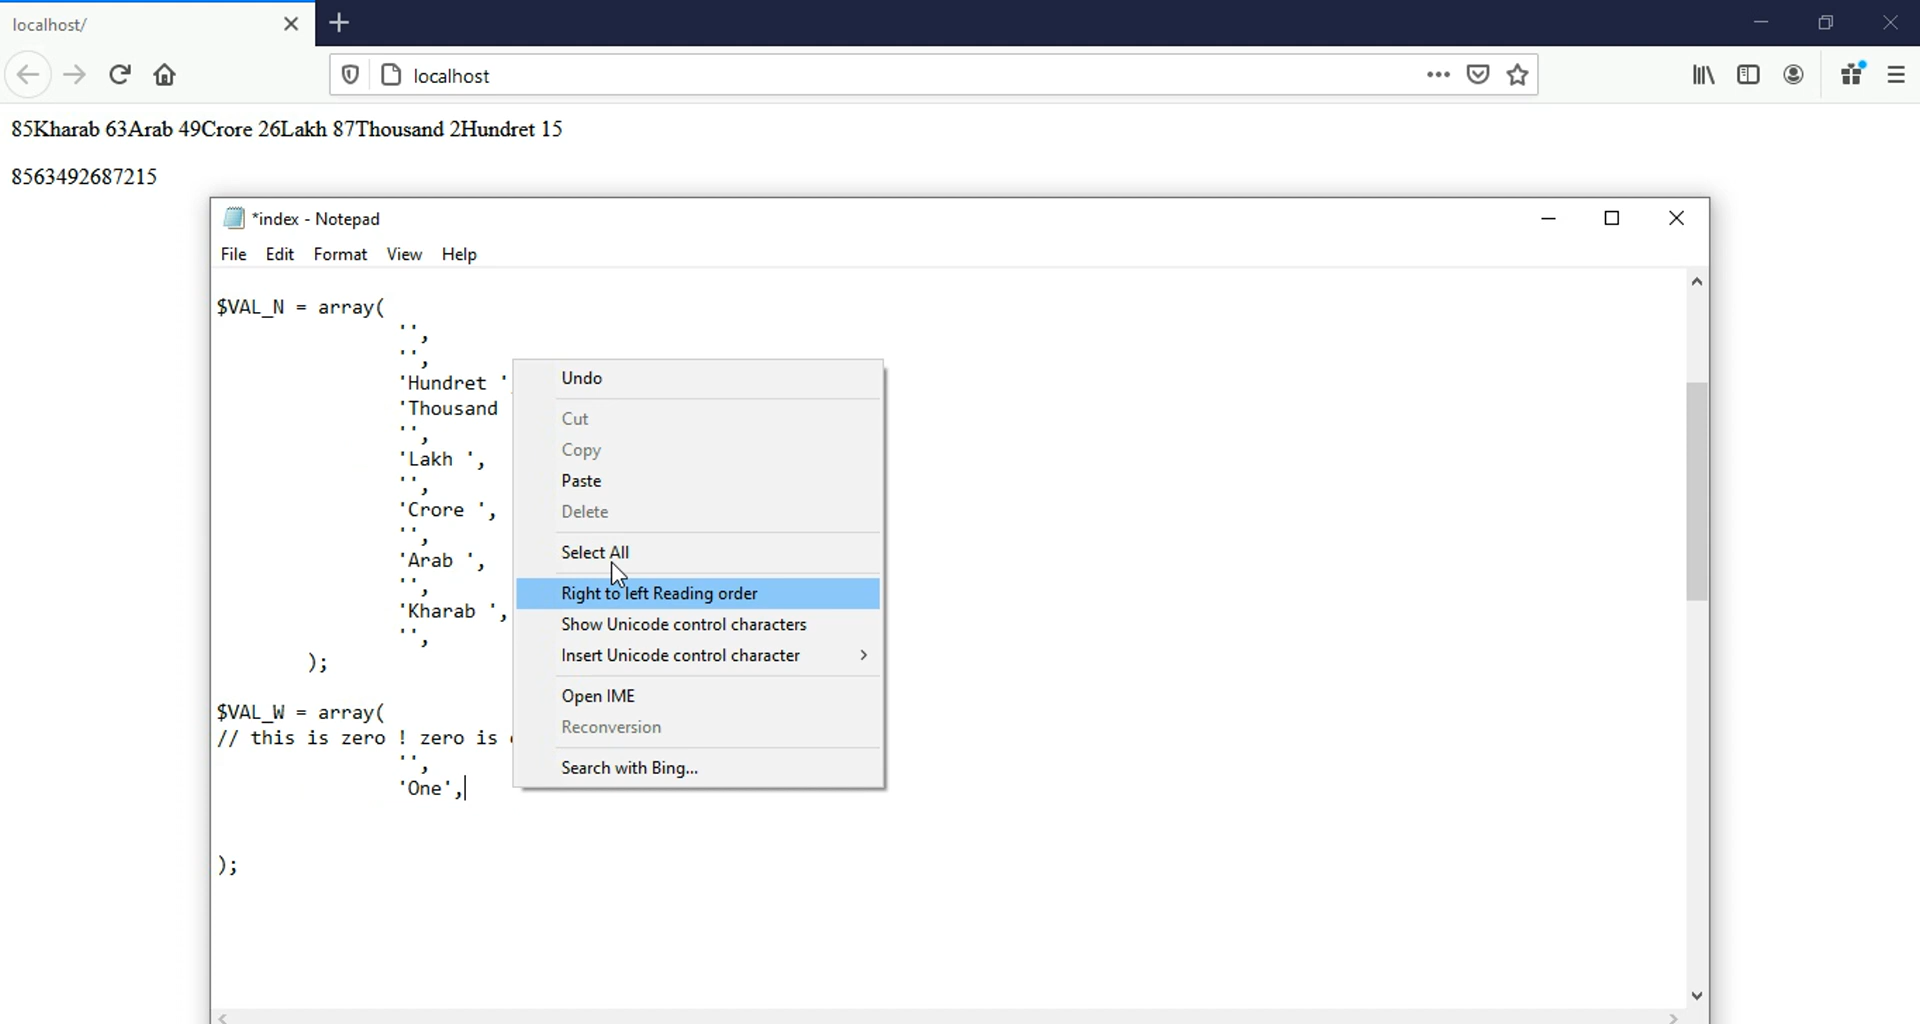 localhost/
localhost
85Kharab 63Arab 49Crore 26Lakh 87Thousand 2Hundret 15
8563492687215
*index - Notepad
File Edit Format View Help
$VAL_N = array(
'',
'',
'Hundret '
'Thousand
'',
'Lakh ',
'',
'Crore ',
'',
'Arab ',
'',
'Kharab ',
'',
);
$VAL_W = array(
// this is zero ! zero is
'',
'One',
);
Undo
Cut
Copy
Paste
Delete
Select All
Right to left Reading order
Show Unicode control characters
Insert Unicode control character
Open IME
Reconversion
Search with Bing...